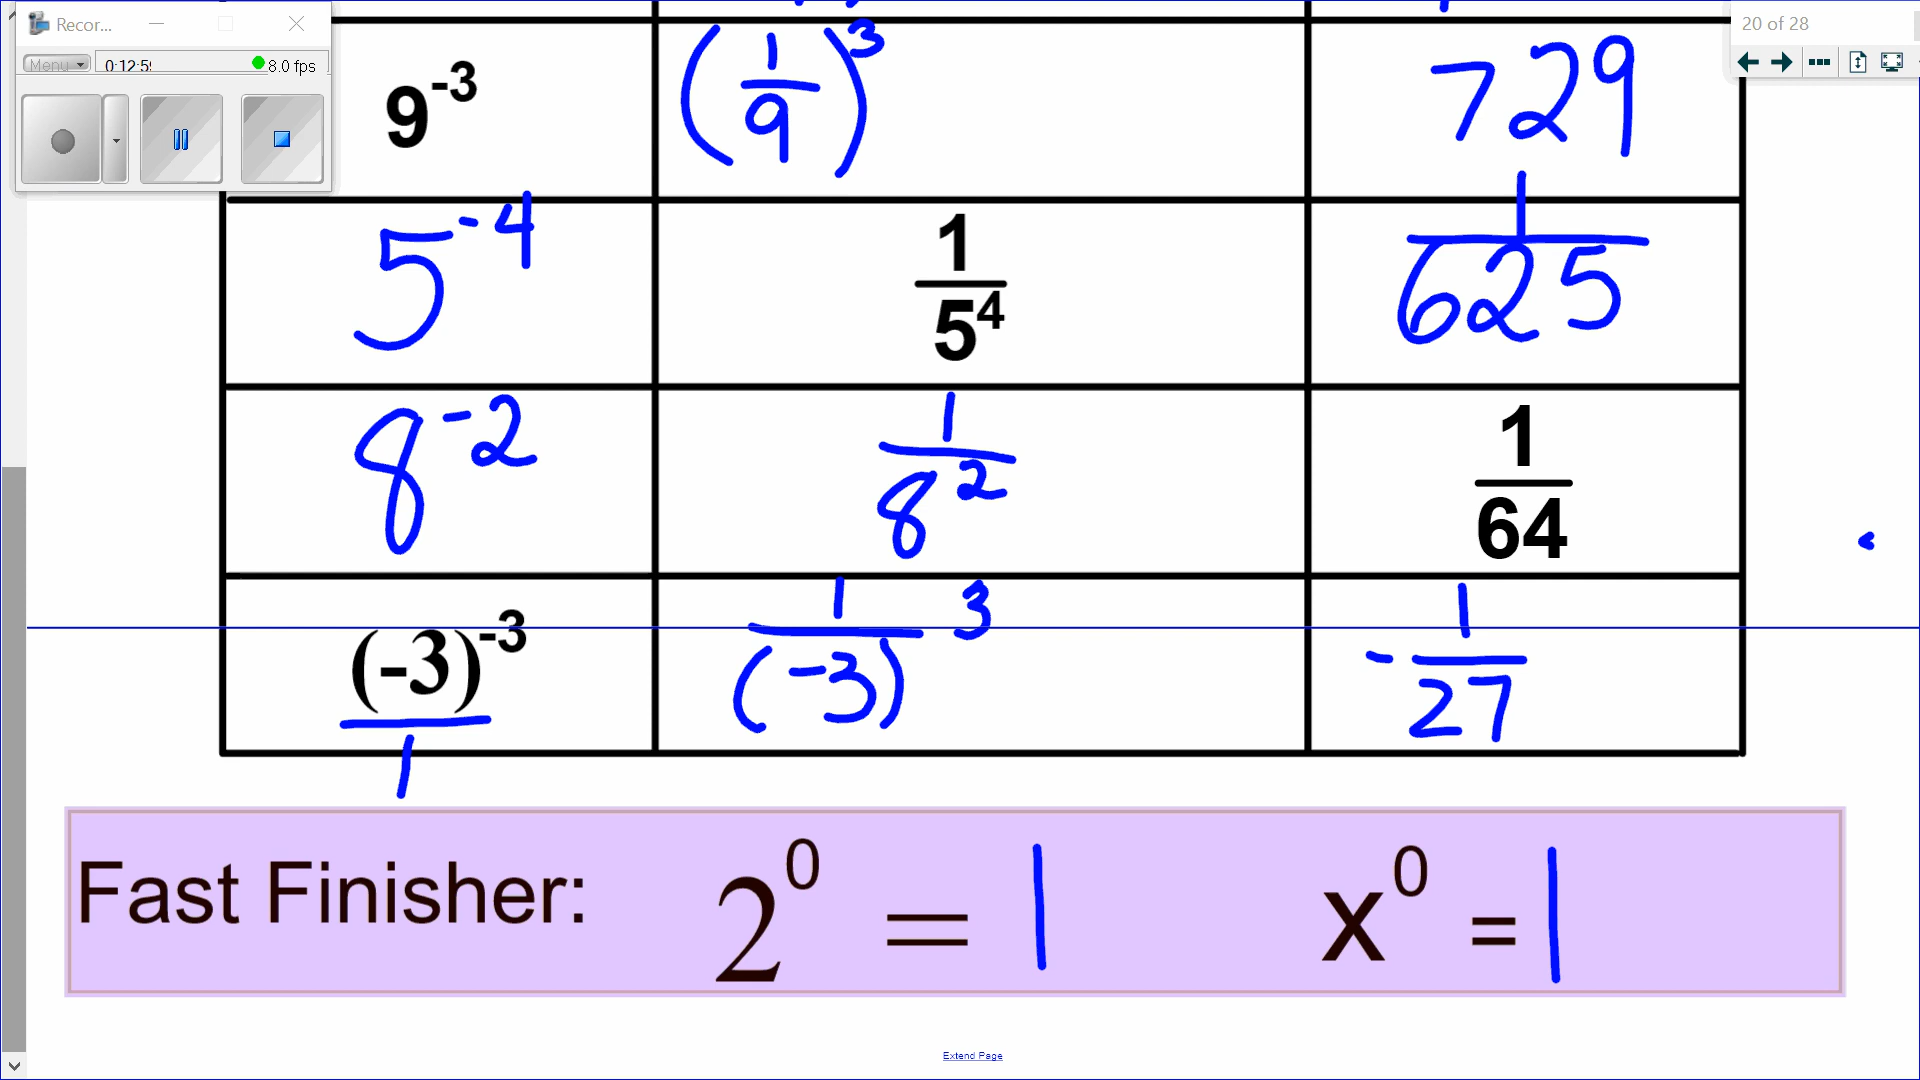 Recor...
20 of 28
Menu
0:12:5
8.0 fps
9^-3 (1/9)^3 729
5^-4 1/5^4 1/625
8^-2 1/8^2 1/64
(-3)^-3/1 1/(-3)^3 -1/27
Fast Finisher: 2^0 = 1 x^0 = 1
Extend Page